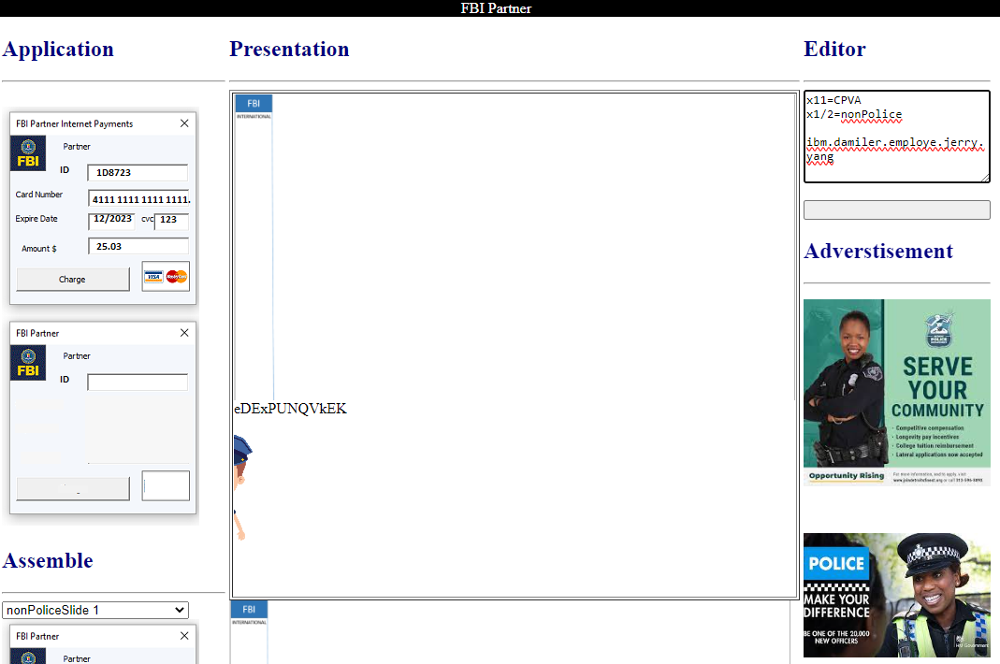 FBI Partner
Application
FBI Partner Internet Payments
FBI
Partner
ID
1D8723
Card Number
4111 1111 1111 1111.
Expire Date
12/2023
cvc
123
Amount $
25.03
Charge
VISA
MasterCard
FBI Partner
FBI
Partner
ID
Assemble
nonPoliceSlide 1
FBI Partner
Partner
Presentation
FBI
INTERNATIONAL
eDExPUNQVkEK
FBI
INTERNATIONAL
Editor
x11=CPVA
x1/2=nonPolice
ibm.damiler.employe.jerry.
yang
Adverstisement
SERVE
YOUR
COMMUNITY
· Competitive compensation
· Longevity pay incentives
· College tuition reimbursement
· Lateral applications now accepted
Opportunity Rising
POLICE
MAKE YOUR
DIFFERENCE
BE ONE OF THE 20,000
NEW OFFICERS
HM Government